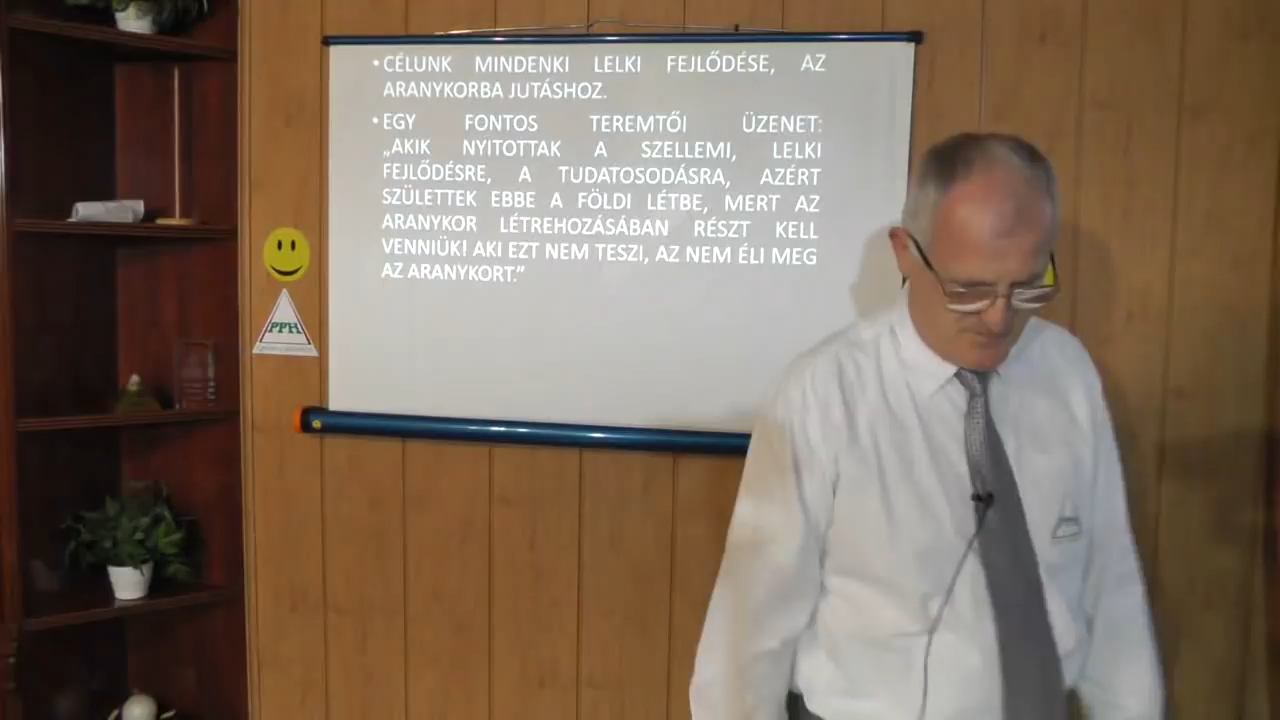 •CÉLUNK MINDENKI LELKI FEJLŐDÉSE, AZ
ARANYKORBA JUTÁSHOZ.
•EGY FONTOS TEREMTŐI ÜZENET:
„AKIK NYITOTTAK A SZELLEMI, LELKI
FEJLŐDÉSRE, A TUDATOSODÁSRA, AZÉRT
SZÜLETTEK EBBE A FÖLDI LÉTBE, MERT AZ
ARANYKOR LÉTREHOZÁSÁBAN RÉSZT KELL
VENNIÜK! AKI EZT NEM TESZI, AZ NEM ÉLI MEG
AZ ARANYKORT.”
PPH